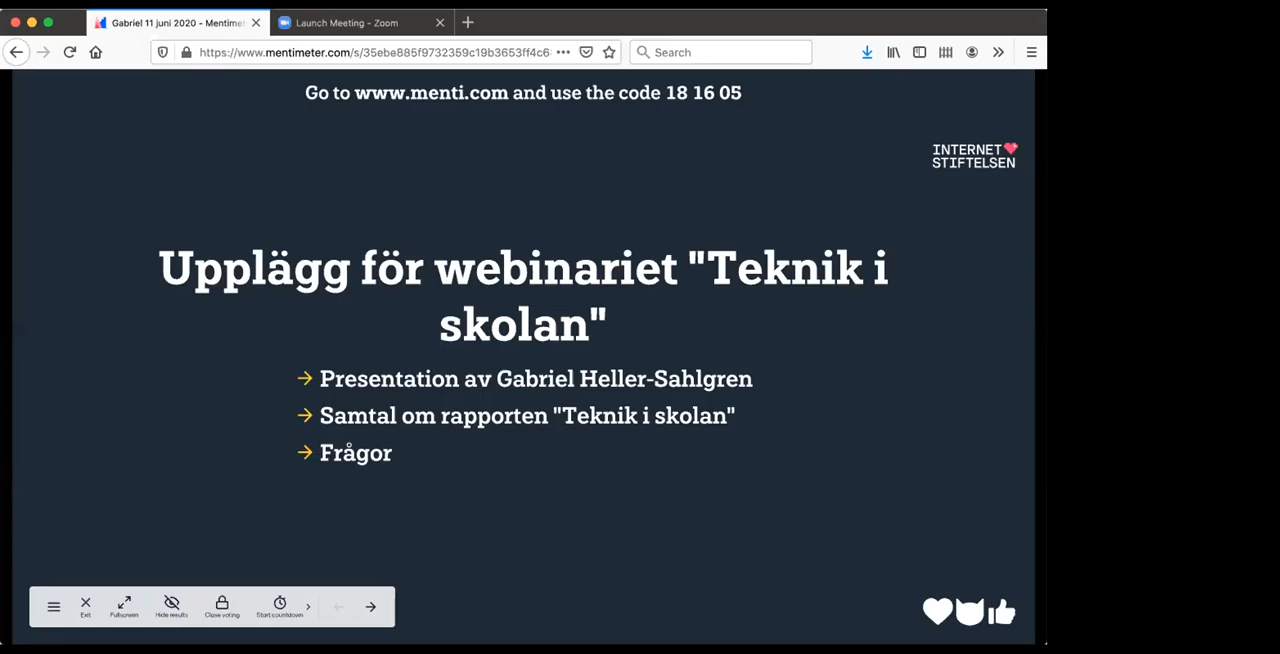 Gabriel 11 juni 2020 - Mentime
Launch Meeting - Zoom
https://www.mentimeter.com/s/35ebe885f9732359c19b3653ff4c6
Search
Go to www.menti.com and use the code 18 16 05
INTERNET
STIFTELSEN
Upplägg för webinariet "Teknik i
skolan"
→ Presentation av Gabriel Heller-Sahlgren
→ Samtal om rapporten "Teknik i skolan"
→ Frågor
Exit
Fullscreen
Hide results
Close voting
Start countdown